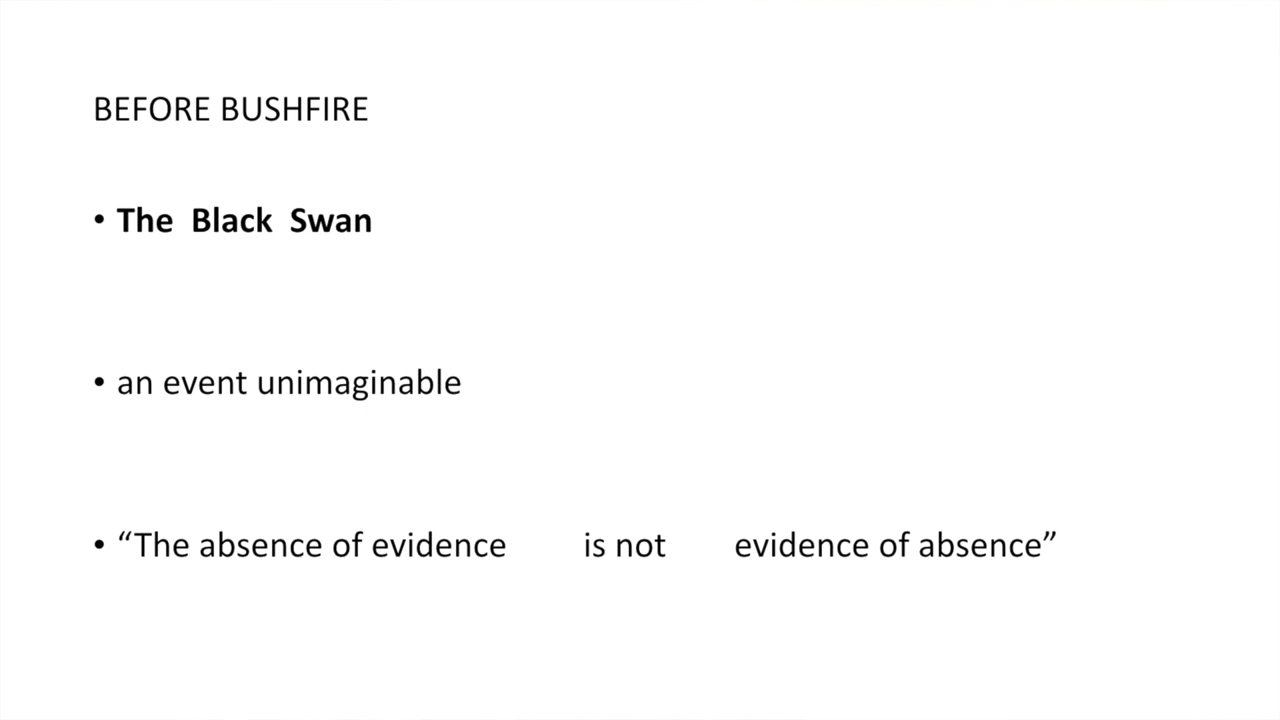 BEFORE BUSHFIRE
• The Black Swan
• an event unimaginable
• “The absence of evidence is not evidence of absence”